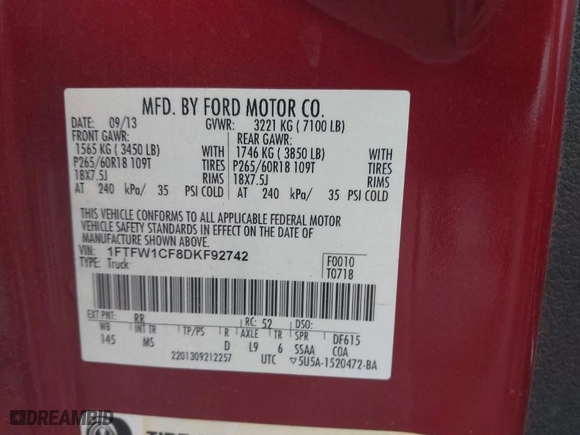 MFD. BY FORD MOTOR CO.
DATE: 09/13 GVWR: 3221 KG ( 7100 LB)
FRONT GAWR: REAR GAWR:
1565 KG ( 3450 LB) WITH 1746 KG ( 3850 LB) WITH
P265/60R18 109T TIRES P265/60R18 109T TIRES
18X7.5J RIMS 18X7.5J RIMS
AT 240 kPa/ 35 PSI COLD AT 240 kPa/ 35 PSI COLD
THIS VEHICLE CONFORMS TO ALL APPLICABLE FEDERAL MOTOR
VEHICLE SAFETY STANDARDS IN EFFECT ON THE DATE OF
MANUFACTURE SHOWN ABOVE.
VIN: 1FTFW1CF8DKF92742 F0010
TYPE: Truck T0718
EXT PNT: RR RC: 52 DSO:
WB INT TR TP/PS R AXLE TR SPR DF615
145 MS D L9 6 SSAA COA
2201309212257 UTC ▽5U5A-1520472-BA
DREAMBID